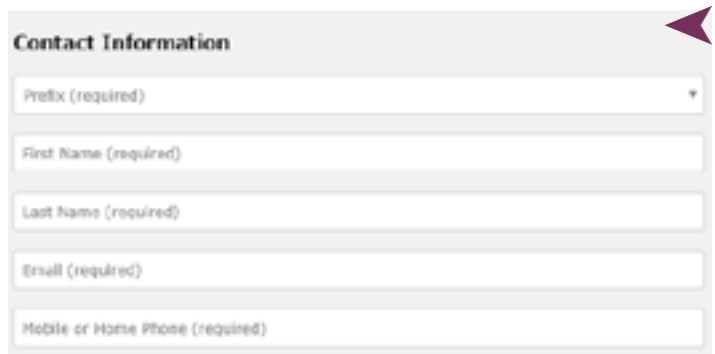 Contact Information
Prefix (required)
First Name (required)
Last Name (required)
Email (required)
Mobile or Home Phone (required)